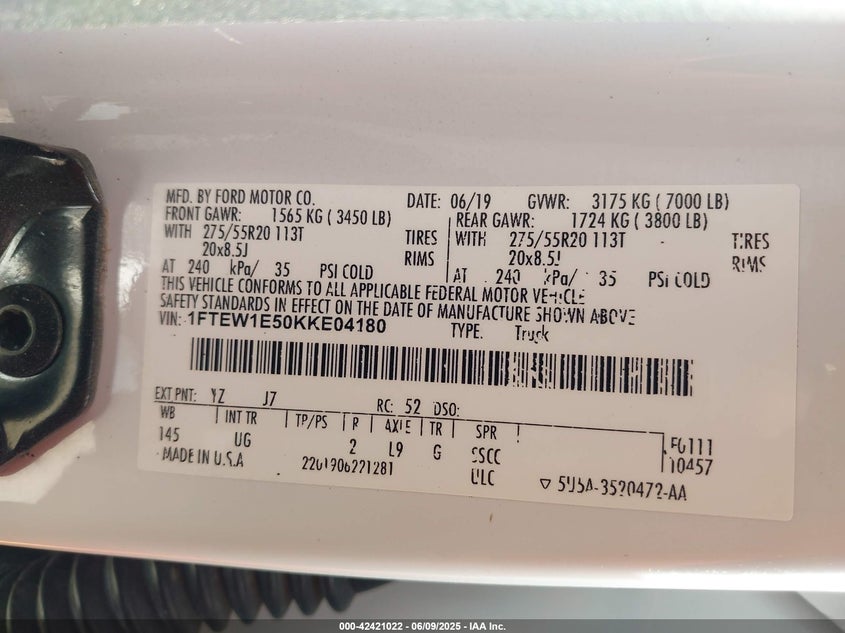 MFD. BY FORD MOTOR CO. DATE: 06/19 GVWR: 3175 KG ( 7000 LB)
FRONT GAWR: 1565 KG ( 3450 LB) REAR GAWR: 1724 KG ( 3800 LB)
WITH 275/55R20 113T TIRES WITH 275/55R20 113T TIRES
20x8.5J RIMS 20x8.5J RIMS
AT 240 kPa/ 35 PSI COLD AT 240 kPa/ 35 PSI COLD
THIS VEHICLE CONFORMS TO ALL APPLICABLE FEDERAL MOTOR VEHICLE
SAFETY STANDARDS IN EFFECT ON THE DATE OF MANUFACTURE SHOWN ABOVE
VIN: 1FTEW1E50KKE04180 TYPE: Truck
EXT PNT: YZ J7 RC: 52 DSO:
WB INT TR TP/PS R AXLE TR SPR
145 UG 2 L9 G SSCC
MADE IN U.S.A ULC
10457
000-42421022 | 06/09/2025 - IAA Inc.